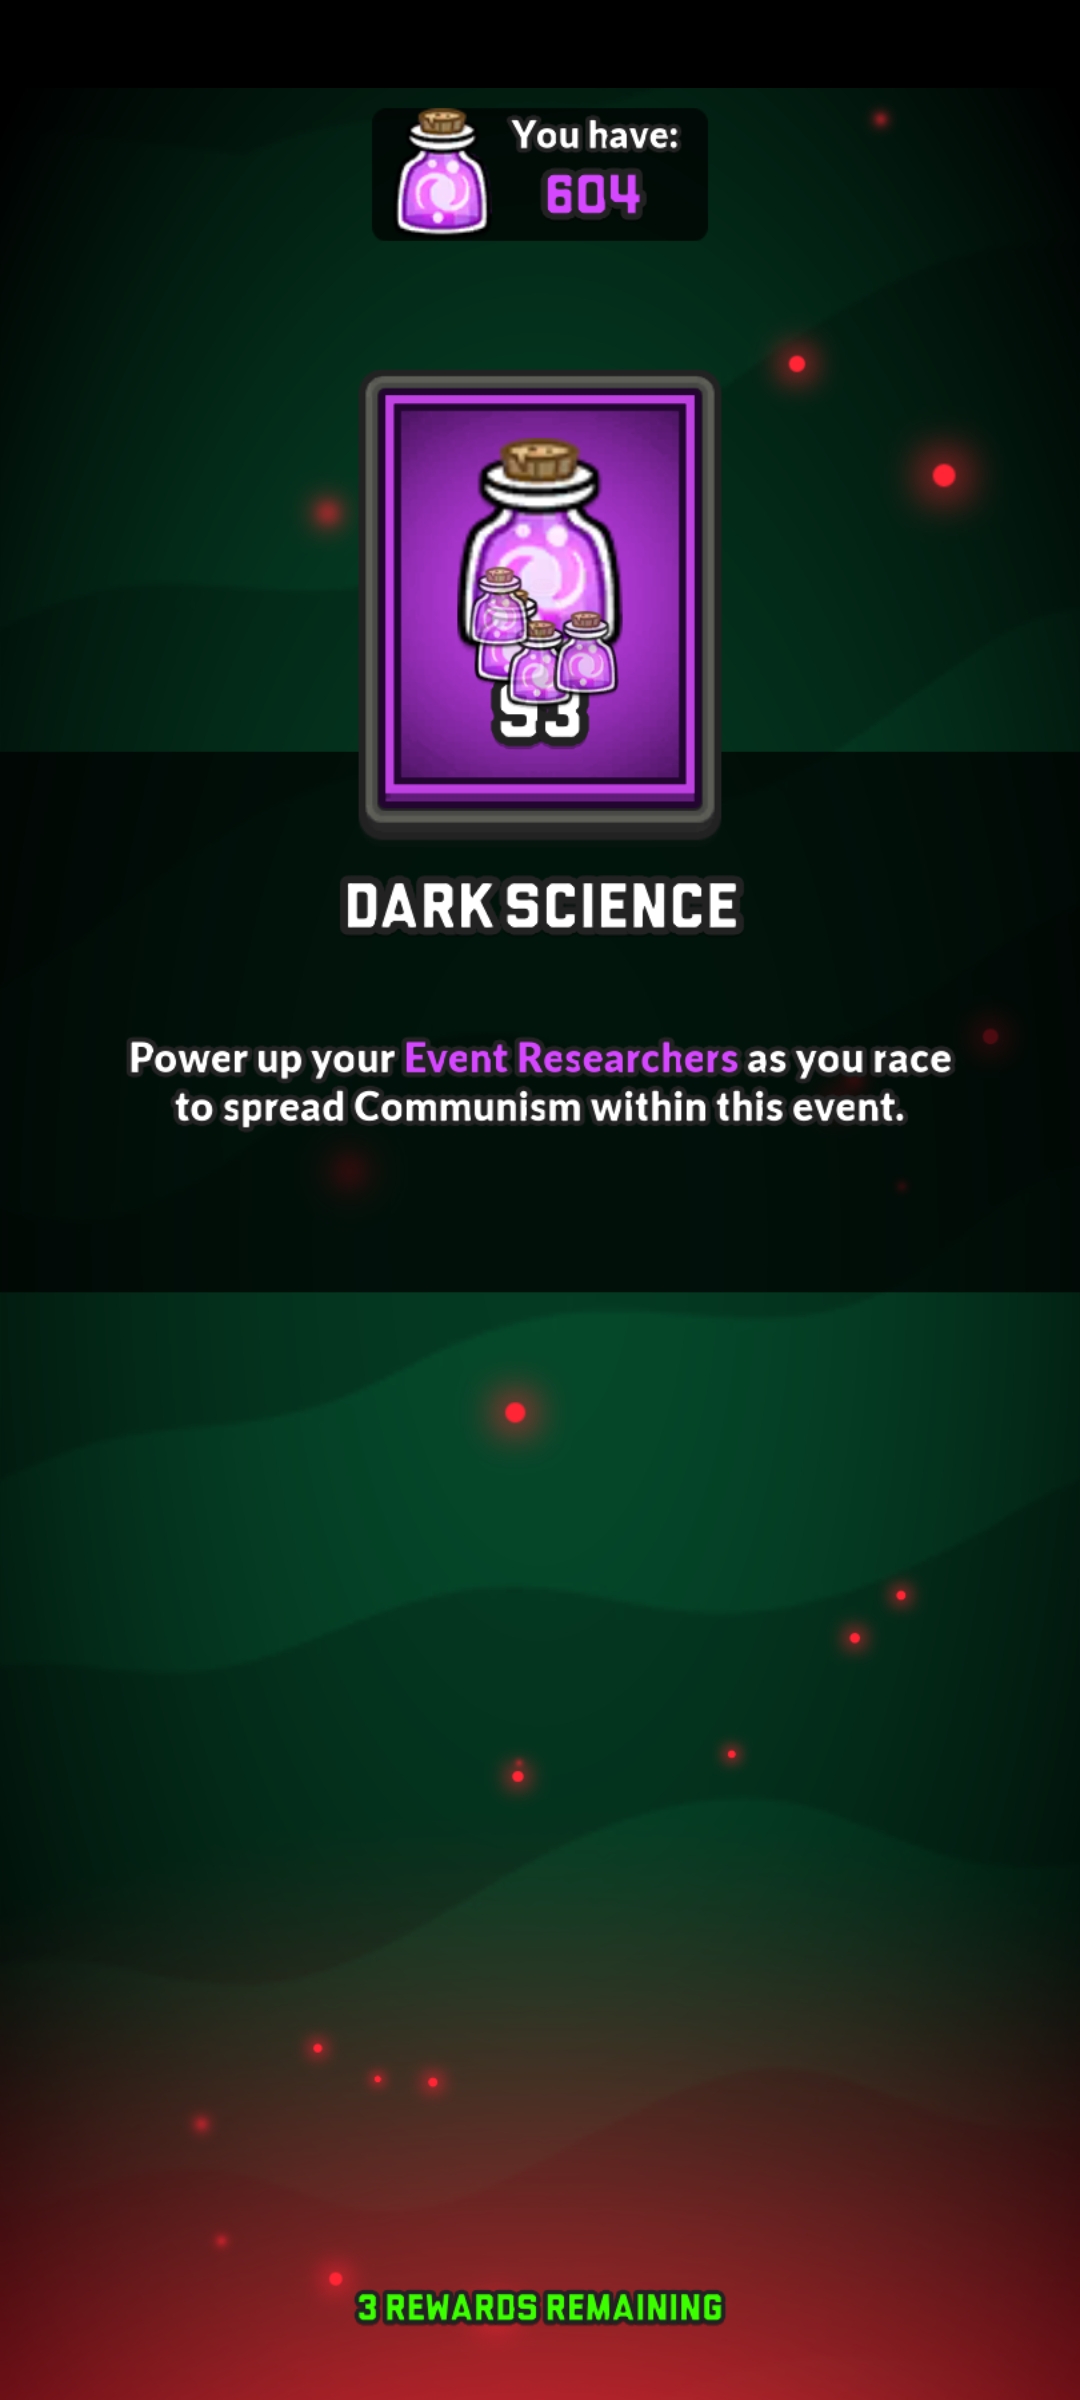 You have:
604
DARK SCIENCE
Power up your Event Researchers as you race
to spread Communism within this event.
3 REWARDS REMAINING